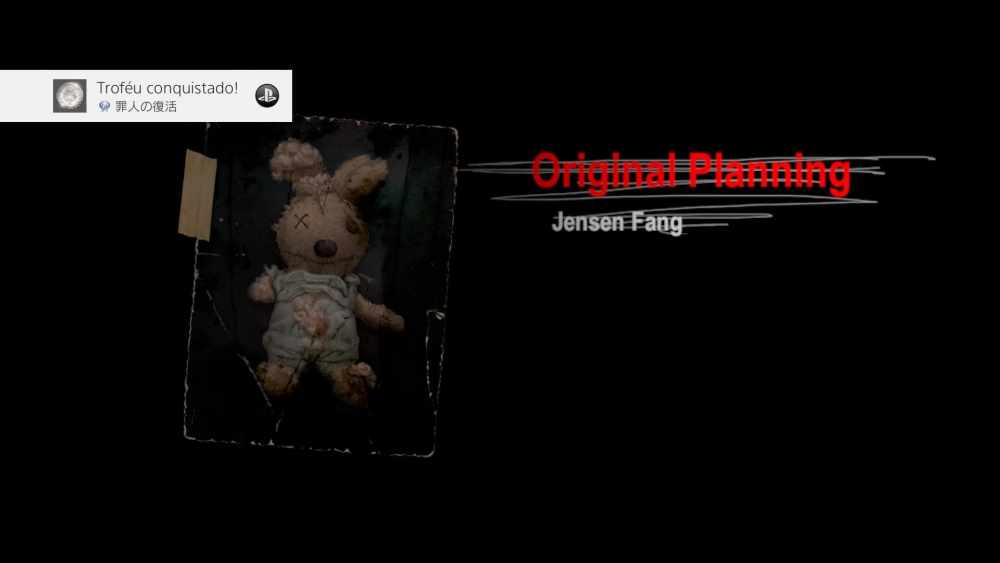 Troféu conquistado!
罪人の復活
Original Planning
Jensen Fang